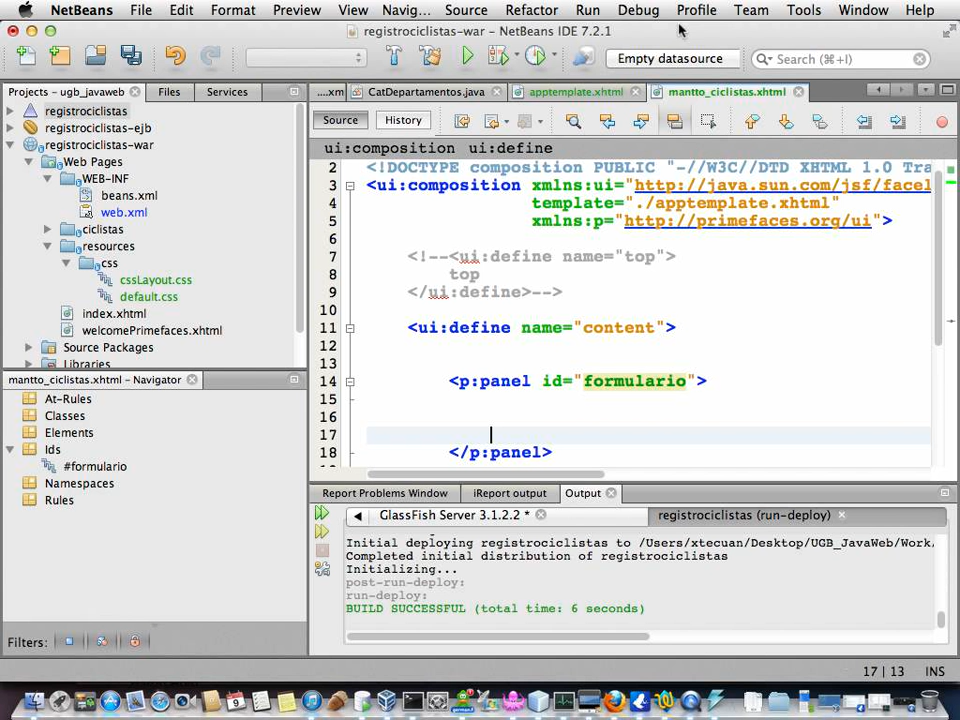 NetBeans File Edit Format Preview View Navig... Source Refactor Run Debug Profile Team Tools Window Help
registrociclistas-war - NetBeans IDE 7.2.1
Empty datasource
Search (⌘+I)
Projects - ugb_javaweb
Files
Services
....xm
CatDepartamentos.java
apptemplate.xhtml
mantto_ciclistas.xhtml
Source
History
ui:composition ui:define
registrociclistas
registrociclistas-ejb
registrociclistas-war
Web Pages
WEB-INF
beans.xml
web.xml
ciclistas
resources
css
cssLayout.css
default.css
index.xhtml
welcomePrimefaces.xhtml
Source Packages
Libraries
2 <!DOCTYPE composition PUBLIC "-//W3C//DTD XHTML 1.0 Tra
3 <ui:composition xmlns:ui="http://java.sun.com/jsf/facel
4 template="./apptemplate.xhtml"
5 xmlns:p="http://primefaces.org/ui">
6
7 <!--<ui:define name="top">
8 top
9 </ui:define>-->
10
11 <ui:define name="content">
12
13
14 <p:panel id="formulario">
15
16
17
18 </p:panel>
mantto_ciclistas.xhtml - Navigator
At-Rules
Classes
Elements
Ids
#formulario
Namespaces
Rules
Filters:
Report Problems Window
iReport output
Output
GlassFish Server 3.1.2.2 *
registrociclistas (run-deploy)
Initial deploying registrociclistas to /Users/xtecuan/Desktop/UGB_JavaWeb/Work
Completed initial distribution of registrociclistas
Initializing...
post-run-deploy:
run-deploy:
BUILD SUCCESSFUL (total time: 6 seconds)
17 | 13 INS